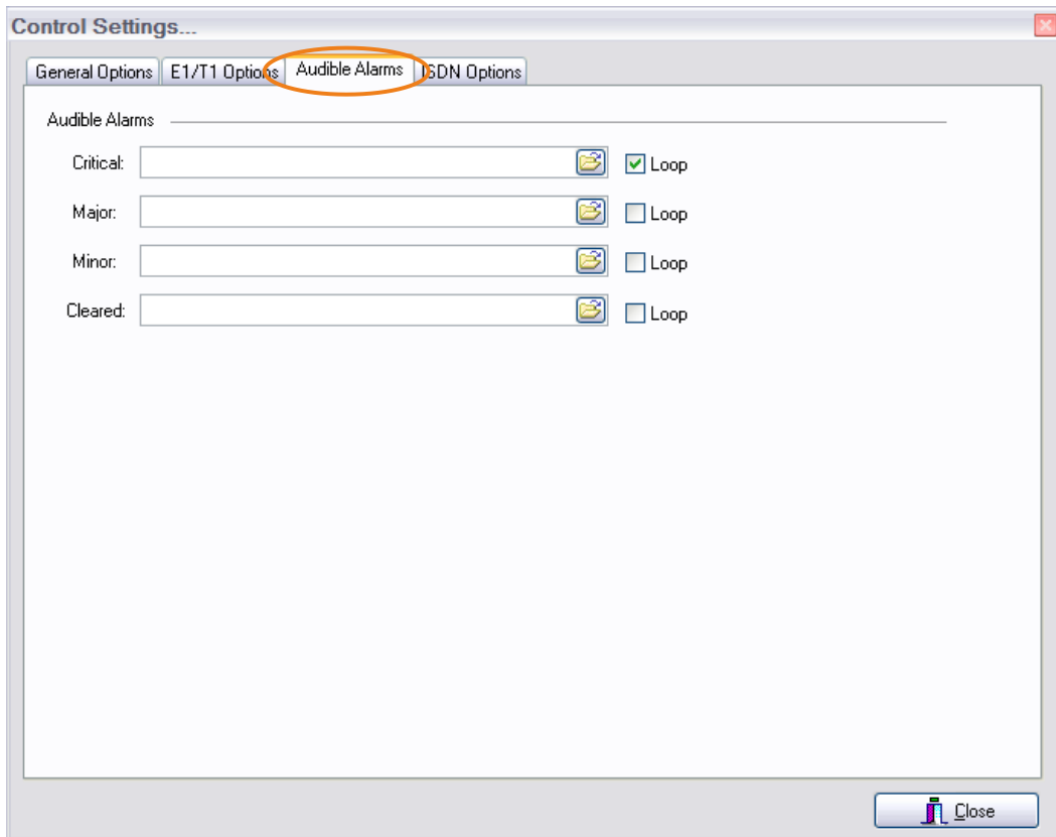 Control Settings...
General Options E1/T1 Options Audible Alarms ISDN Options
Audible Alarms
Critical: Loop
Major: Loop
Minor: Loop
Cleared: Loop
Close